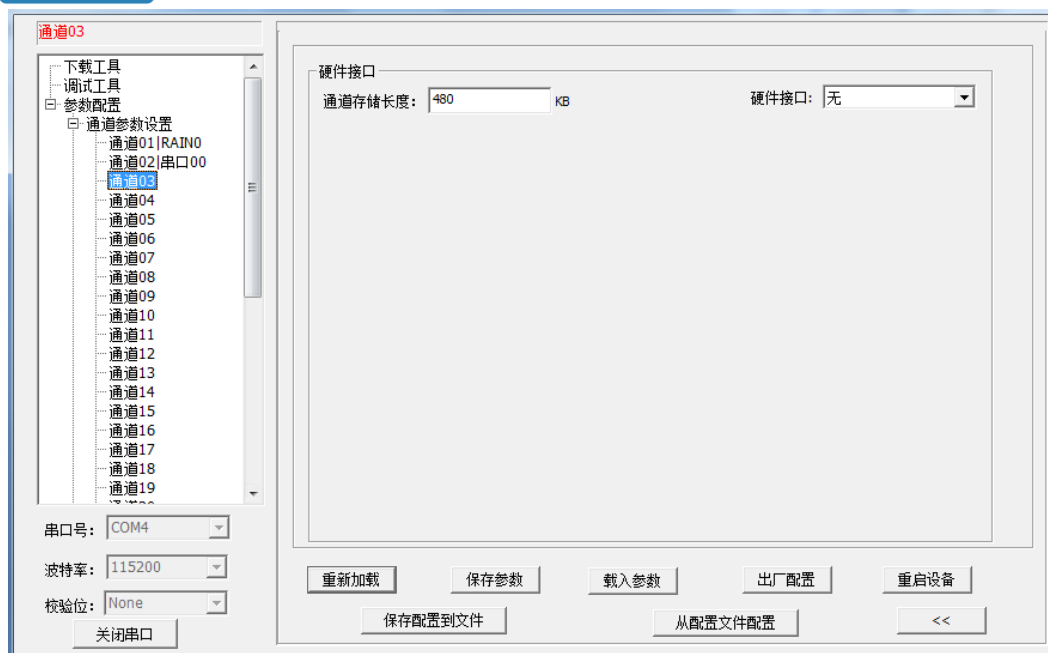 通道03
下载工具
调试工具
参数配置
通道参数设置
通道01|RAIN0
通道02|串口00
通道03
通道04
通道05
通道06
通道07
通道08
通道09
通道10
通道11
通道12
通道13
通道14
通道15
通道16
通道17
通道18
通道19
串口号: COM4
波特率: 115200
校验位: None
关闭串口
硬件接口
通道存储长度: 480 KB 硬件接口: 无
重新加载 保存参数 载入参数 出厂配置 重启设备
保存配置到文件 从配置文件配置 <<